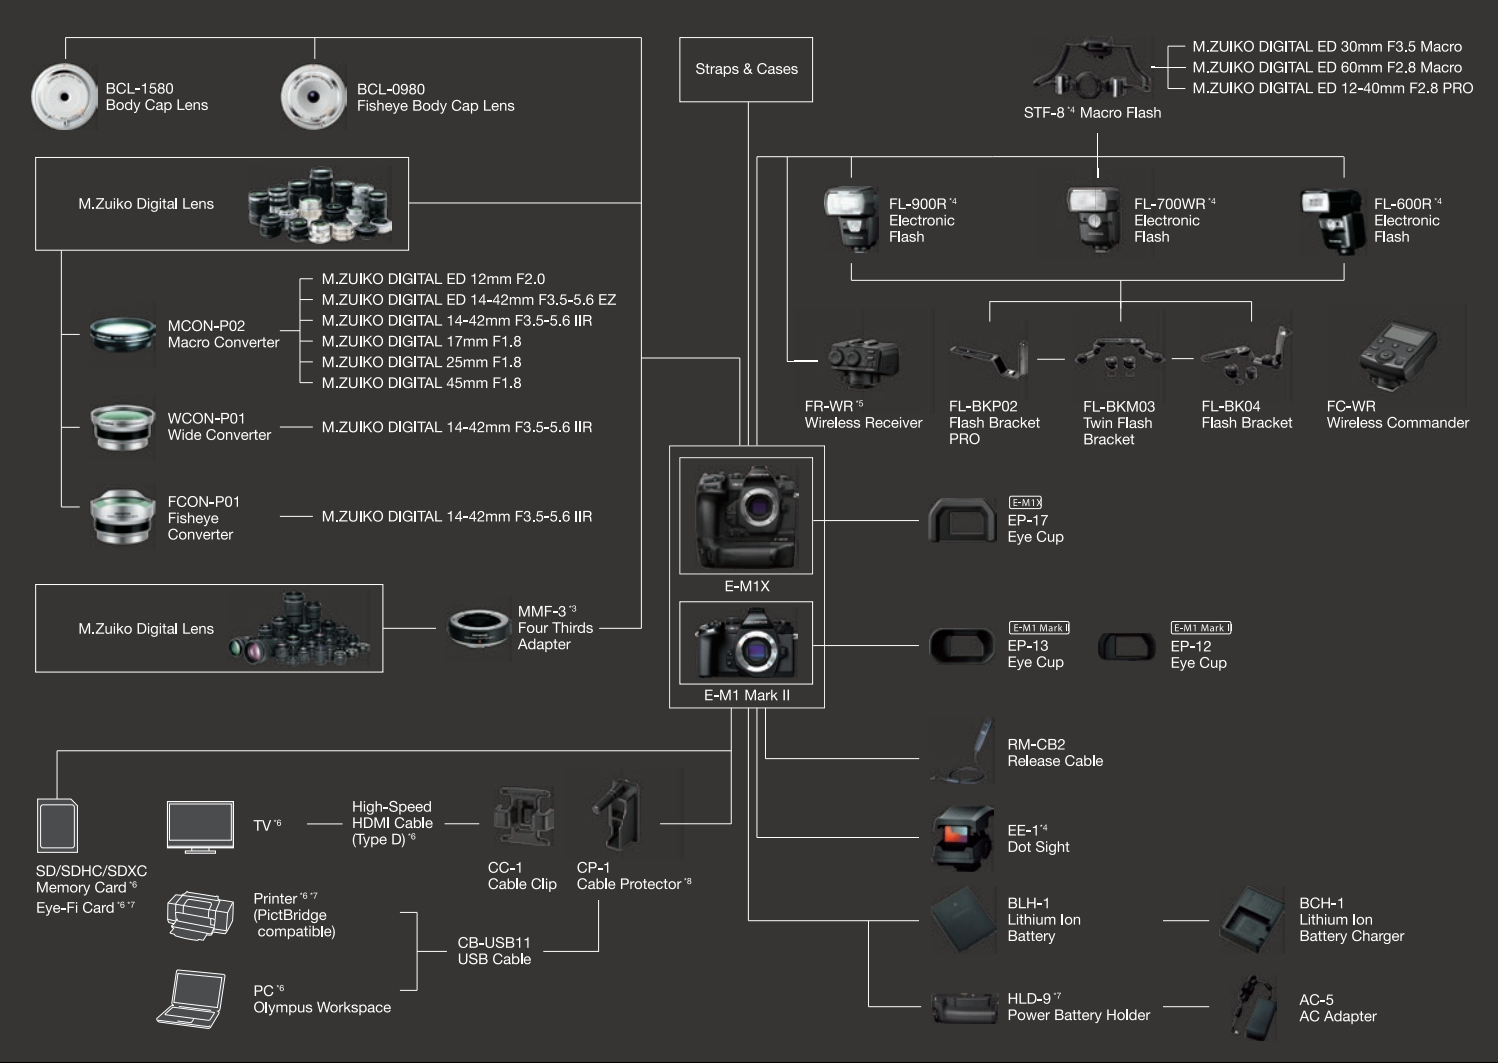 BCL-1580
Body Cap Lens
BCL-0980
Fisheye Body Cap Lens
Straps & Cases
M.ZUIKO DIGITAL ED 30mm F3.5 Macro
M.ZUIKO DIGITAL ED 60mm F2.8 Macro
M.ZUIKO DIGITAL ED 12-40mm F2.8 PRO
STF-8 *4 Macro Flash
M.Zuiko Digital Lens
FL-900R *4
Electronic
Flash
FL-700WR *4
Electronic
Flash
FL-600R *4
Electronic
Flash
MCON-P02
Macro Converter
M.ZUIKO DIGITAL ED 12mm F2.0
M.ZUIKO DIGITAL ED 14-42mm F3.5-5.6 EZ
M.ZUIKO DIGITAL 14-42mm F3.5-5.6 IIR
M.ZUIKO DIGITAL 17mm F1.8
M.ZUIKO DIGITAL 25mm F1.8
M.ZUIKO DIGITAL 45mm F1.8
WCON-P01
Wide Converter
M.ZUIKO DIGITAL 14-42mm F3.5-5.6 IIR
FCON-P01
Fisheye
Converter
M.ZUIKO DIGITAL 14-42mm F3.5-5.6 IIR
FR-WR *5
Wireless Receiver
FL-BKP02
Flash Bracket
PRO
FL-BKM03
Twin Flash
Bracket
FL-BK04
Flash Bracket
FC-WR
Wireless Commander
E-M1X
E-M1X
EP-17
Eye Cup
M.Zuiko Digital Lens
MMF-3 *3
Four Thirds
Adapter
E-M1 Mark II
E-M1 Mark II
EP-13
Eye Cup
E-M1 Mark II
EP-12
Eye Cup
RM-CB2
Release Cable
EE-1 *4
Dot Sight
BLH-1
Lithium Ion
Battery
BCH-1
Lithium Ion
Battery Charger
HLD-9 *7
Power Battery Holder
AC-5
AC Adapter
SD/SDHC/SDXC
Memory Card *6
Eye-Fi Card *6 *7
TV *6
High-Speed
HDMI Cable
(Type D) *6
CC-1
Cable Clip
CP-1
Cable Protector *8
Printer *6 *7
(PictBridge
compatible)
CB-USB11
USB Cable
PC *6
Olympus Workspace